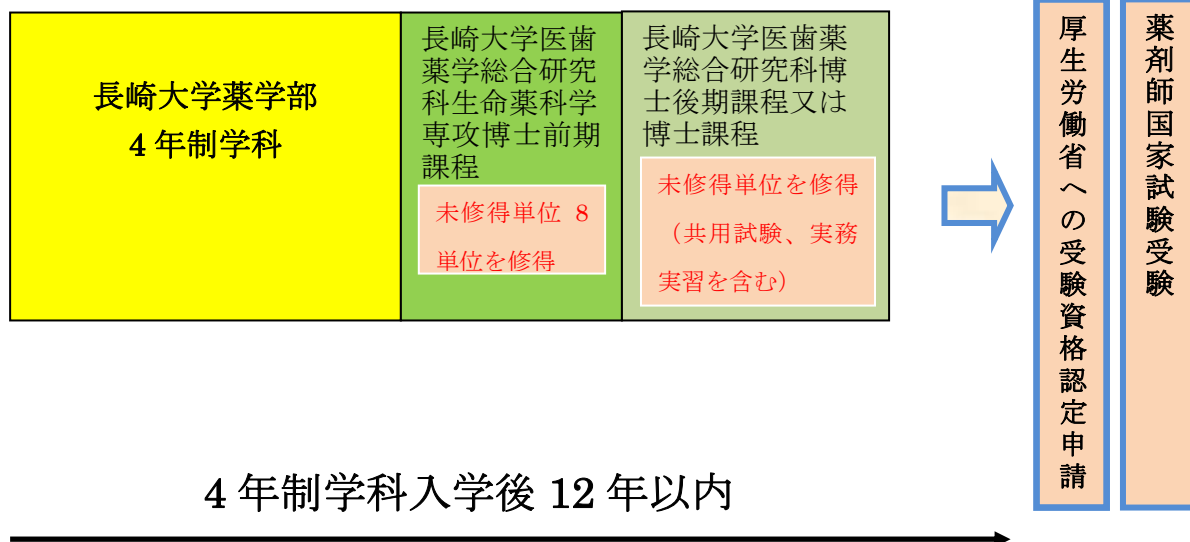 長崎大学薬学部
4年制学科
長崎大学医歯
薬学総合研究
科生命薬科学
専攻博士前期
課程
未修得単位 8
単位を修得
長崎大学医歯薬
学総合研究科博
士後期課程又は
博士課程
未修得単位を修得
（共用試験、実務
実習を含む）
厚生労働省への受験資格認定申請
薬剤師国家試験受験
4年制学科入学後12年以内